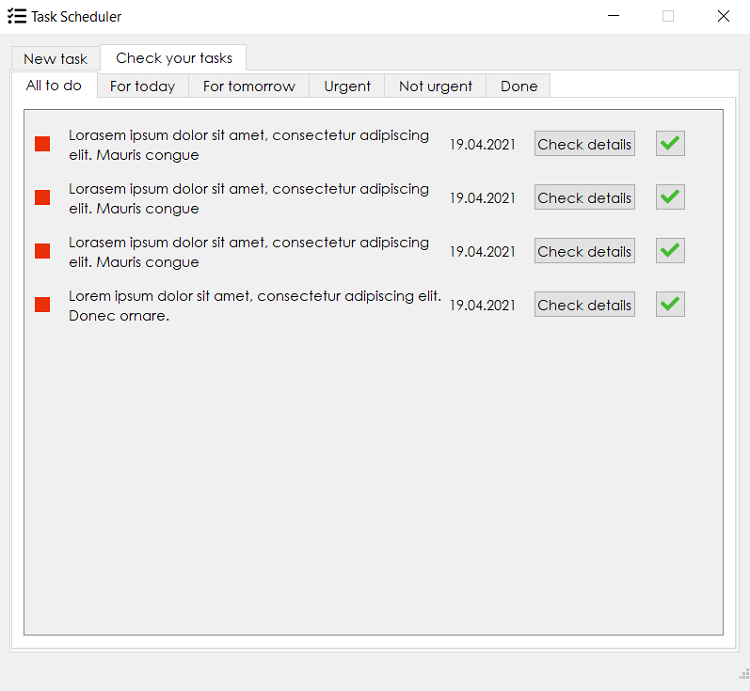 Task Scheduler
New task
Check your tasks
All to do
For today
For tomorrow
Urgent
Not urgent
Done
Lorasem ipsum dolor sit amet, consectetur adipiscing
elit. Mauris congue
19.04.2021
Check details
Lorasem ipsum dolor sit amet, consectetur adipiscing
elit. Mauris congue
19.04.2021
Check details
Lorasem ipsum dolor sit amet, consectetur adipiscing
elit. Mauris congue
19.04.2021
Check details
Lorem ipsum dolor sit amet, consectetur adipiscing elit.
Donec ornare.
19.04.2021
Check details